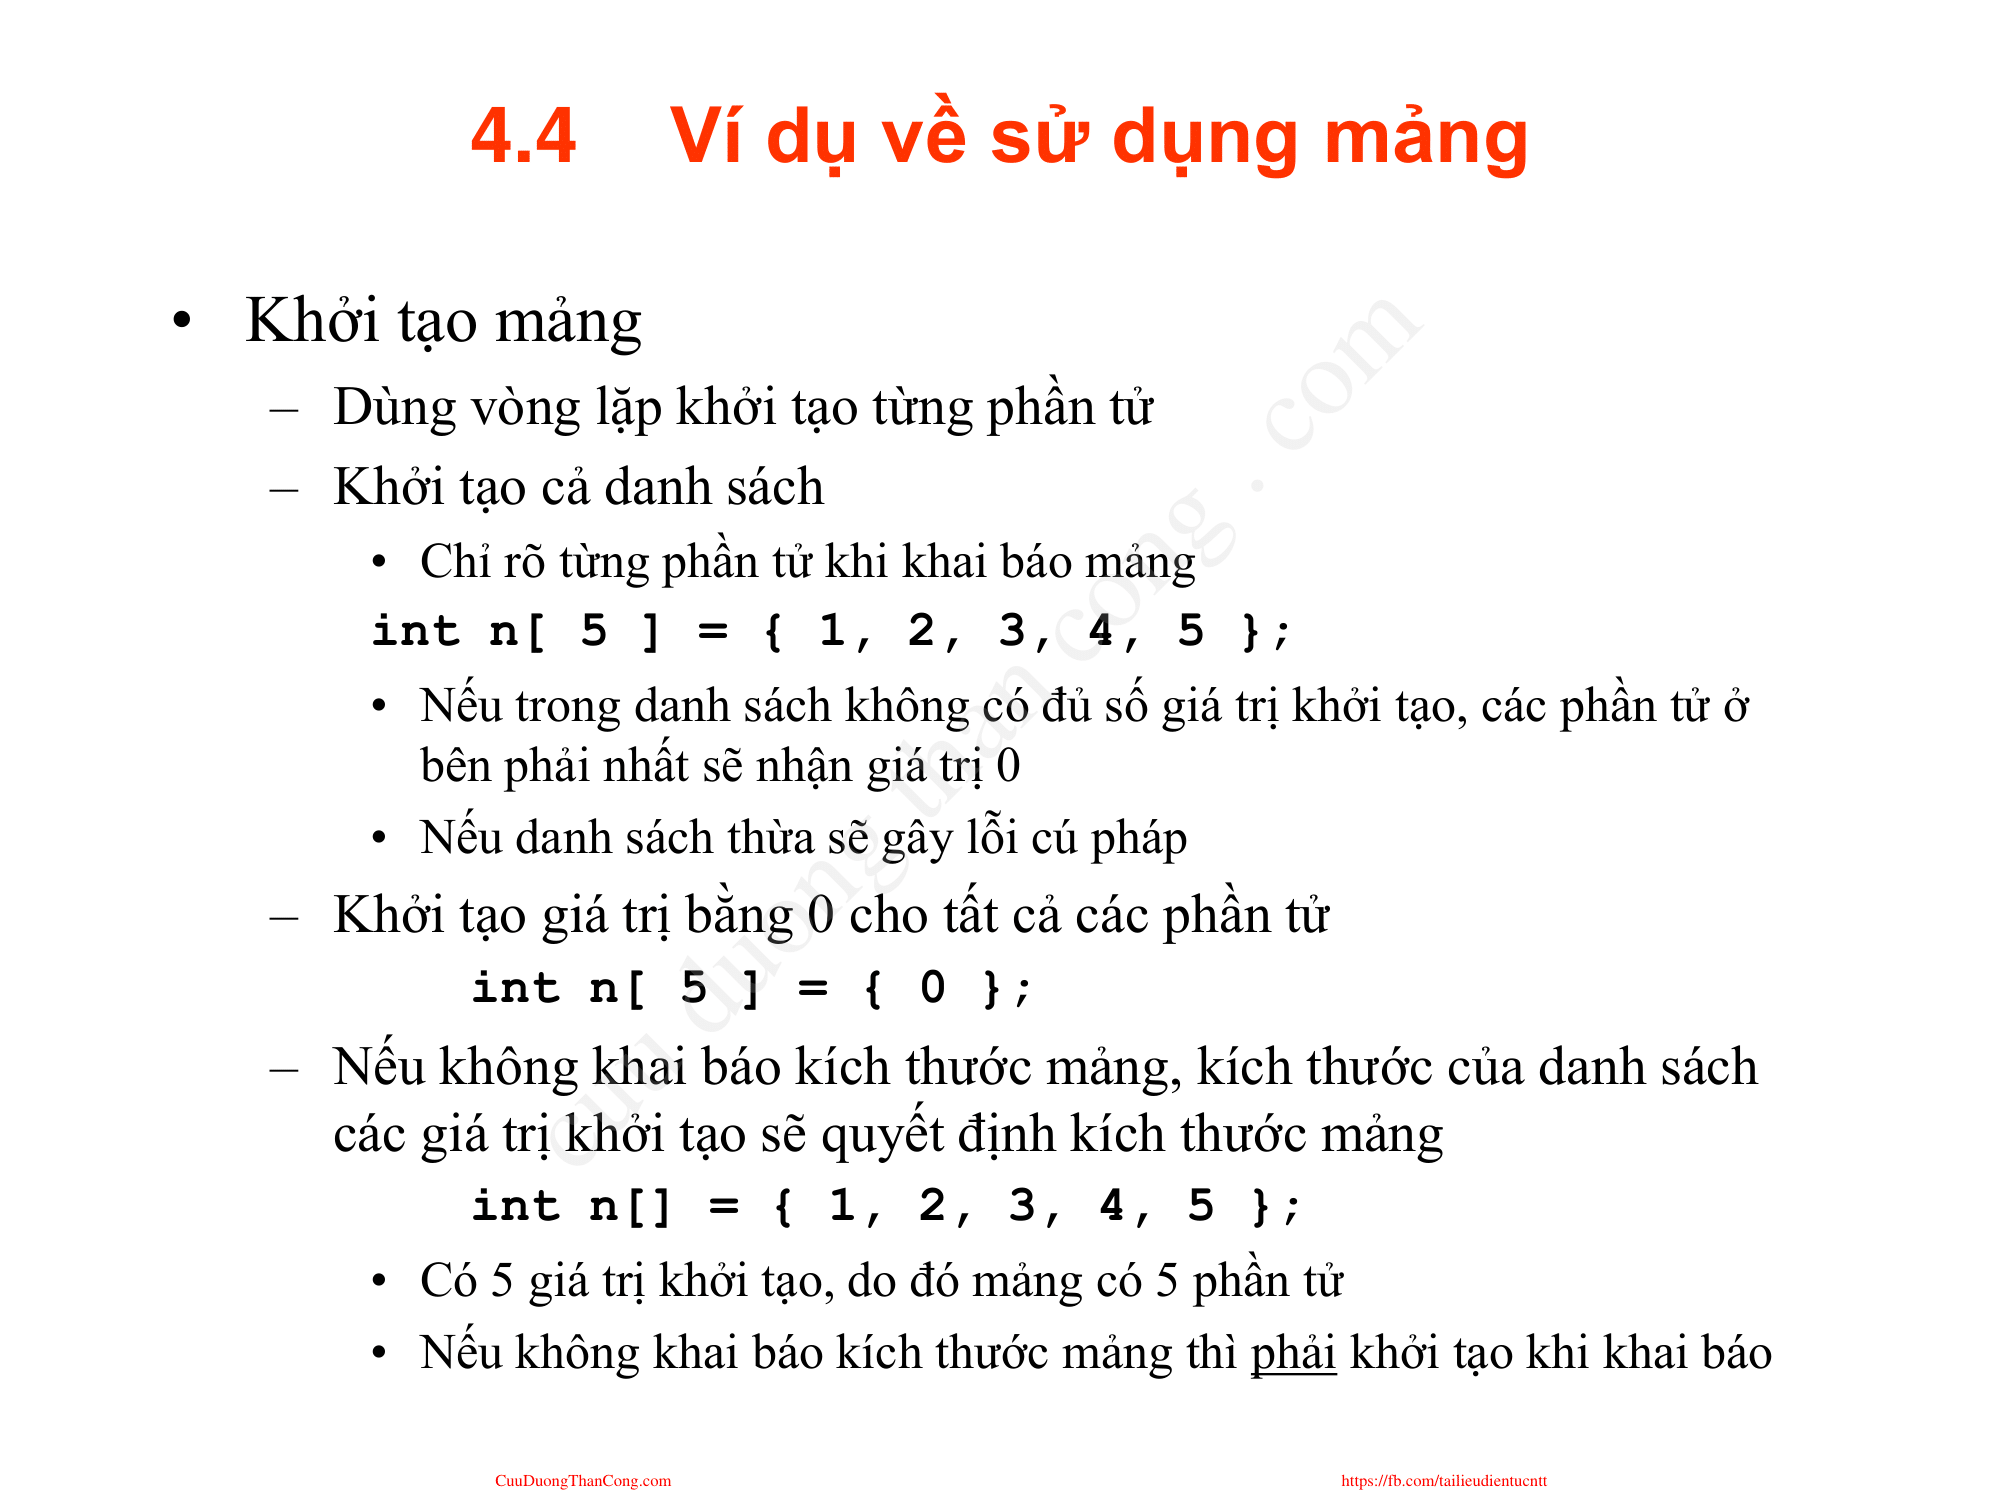 4.4 Ví dụ về sử dụng mảng
• Khởi tạo mảng
– Dùng vòng lặp khởi tạo từng phần tử
– Khởi tạo cả danh sách
• Chỉ rõ từng phần tử khi khai báo mảng
int n[ 5 ] = { 1, 2, 3, 4, 5 };
• Nếu trong danh sách không có đủ số giá trị khởi tạo, các phần tử ở
bên phải nhất sẽ nhận giá trị 0
• Nếu danh sách thừa sẽ gây lỗi cú pháp
– Khởi tạo giá trị bằng 0 cho tất cả các phần tử
int n[ 5 ] = { 0 };
– Nếu không khai báo kích thước mảng, kích thước của danh sách
các giá trị khởi tạo sẽ quyết định kích thước mảng
int n[] = { 1, 2, 3, 4, 5 };
• Có 5 giá trị khởi tạo, do đó mảng có 5 phần tử
• Nếu không khai báo kích thước mảng thì phải khởi tạo khi khai báo
cuu duong than cong . com
CuuDuongThanCong.com
https://fb.com/tailieudientucntt